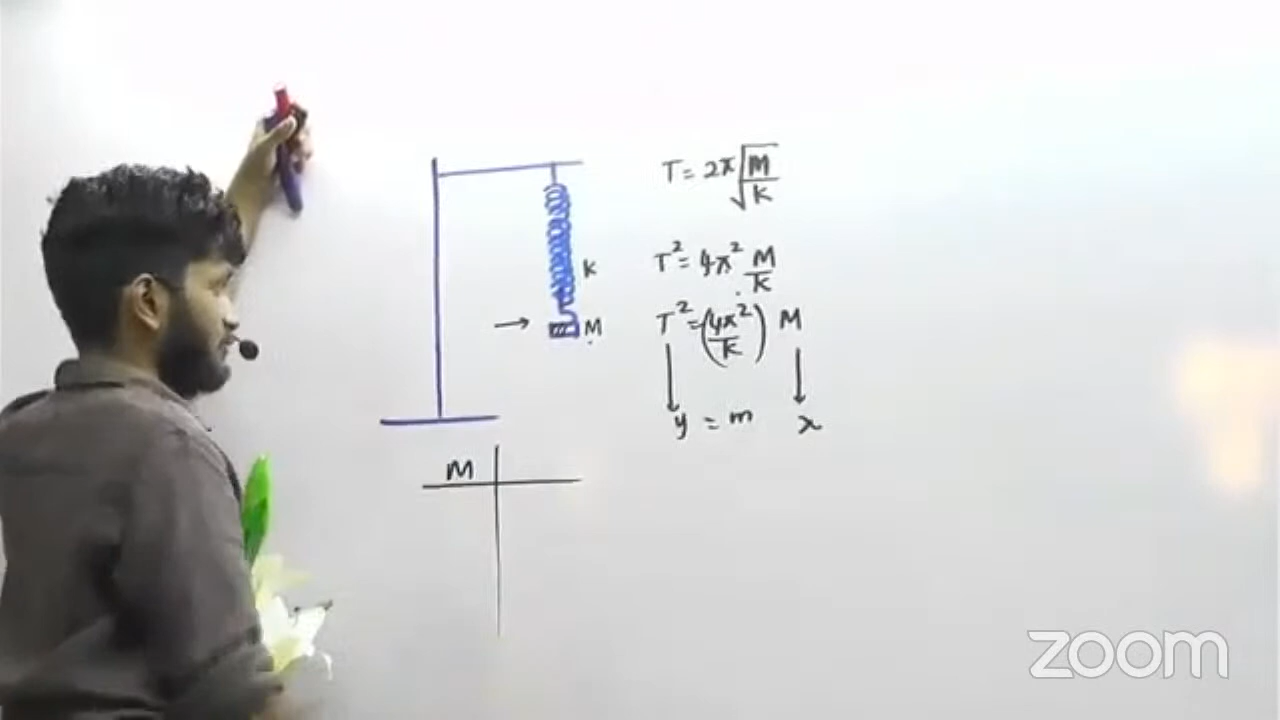 T = 2π√M/K
T² = 4π² M/K
K
T² = (4π²/K) M
M
y = m x
M
zoom